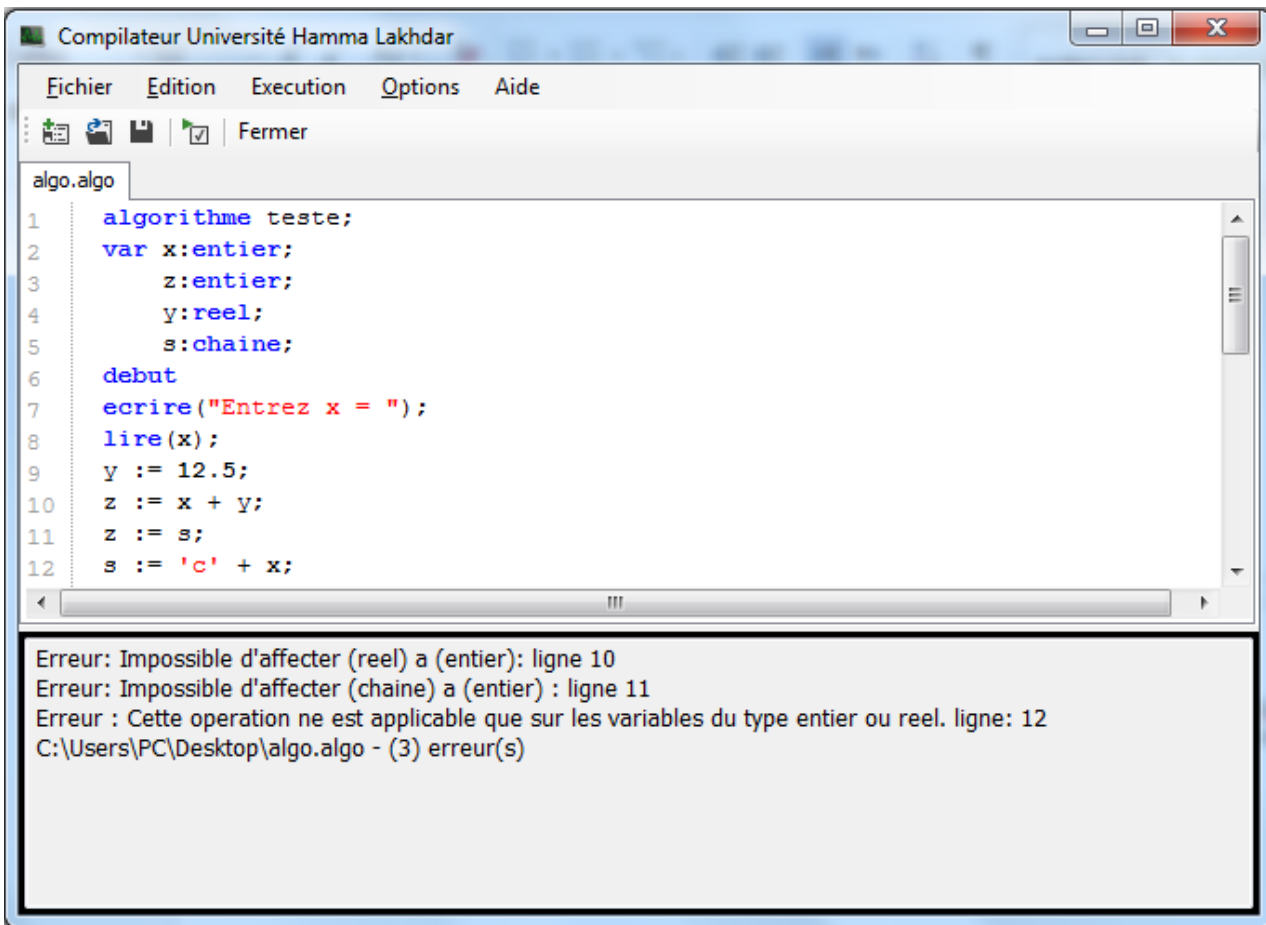 Compilateur Université Hamma Lakhdar
Fichier Edition Execution Options Aide
Fermer
algo.algo
1 algorithme teste;
2 var x:entier;
3 z:entier;
4 y:reel;
5 s:chaine;
6 debut
7 ecrire("Entrez x = ");
8 lire(x);
9 y := 12.5;
10 z := x + y;
11 z := s;
12 s := 'c' + x;
Erreur: Impossible d'affecter (reel) a (entier): ligne 10
Erreur: Impossible d'affecter (chaine) a (entier) : ligne 11
Erreur : Cette operation ne est applicable que sur les variables du type entier ou reel. ligne: 12
C:\Users\PC\Desktop\algo.algo - (3) erreur(s)